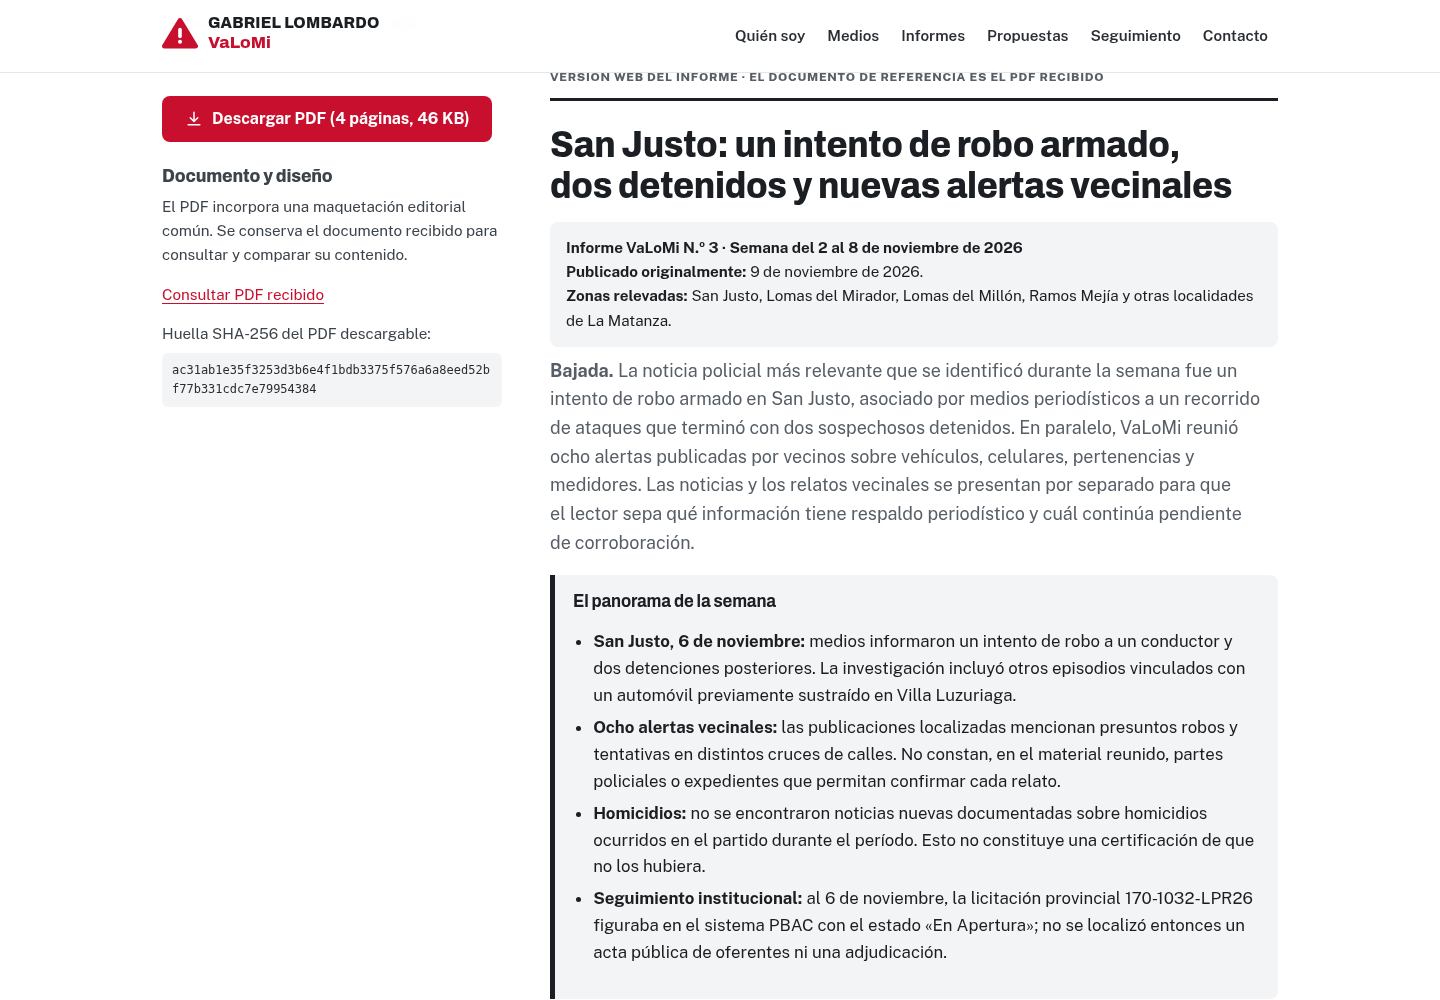 GABRIEL LOMBARDO
VaLoMi
Quién soy Medios Informes Propuestas Seguimiento Contacto
Descargar PDF (4 páginas, 46 KB)
Documento y diseño
El PDF incorpora una maquetación editorial
común. Se conserva el documento recibido para
consultar y comparar su contenido.
Consultar PDF recibido
Huella SHA-256 del PDF descargable:
ac31ab1e35f3253d3b6e4f1bdb3375f576a6a8eed52b
f77b331cdc7e79954384
VERSIÓN WEB DEL INFORME · EL DOCUMENTO DE REFERENCIA ES EL PDF RECIBIDO
San Justo: un intento de robo armado,
dos detenidos y nuevas alertas vecinales
Informe VaLoMi N.º 3 · Semana del 2 al 8 de noviembre de 2026
Publicado originalmente: 9 de noviembre de 2026.
Zonas relevadas: San Justo, Lomas del Mirador, Lomas del Millón, Ramos Mejía y otras localidades
de La Matanza.
Bajada. La noticia policial más relevante que se identificó durante la semana fue un
intento de robo armado en San Justo, asociado por medios periodísticos a un recorrido
de ataques que terminó con dos sospechosos detenidos. En paralelo, VaLoMi reunió
ocho alertas publicadas por vecinos sobre vehículos, celulares, pertenencias y
medidores. Las noticias y los relatos vecinales se presentan por separado para que
el lector sepa qué información tiene respaldo periodístico y cuál continúa pendiente
de corroboración.
El panorama de la semana
• San Justo, 6 de noviembre: medios informaron un intento de robo a un conductor y
dos detenciones posteriores. La investigación incluyó otros episodios vinculados con
un automóvil previamente sustraído en Villa Luzuriaga.
• Ocho alertas vecinales: las publicaciones localizadas mencionan presuntos robos y
tentativas en distintos cruces de calles. No constan, en el material reunido, partes
policiales o expedientes que permitan confirmar cada relato.
• Homicidios: no se encontraron noticias nuevas documentadas sobre homicidios
ocurridos en el partido durante el período. Esto no constituye una certificación de que
no los hubiera.
• Seguimiento institucional: al 6 de noviembre, la licitación provincial 170-1032-LPR26
figuraba en el sistema PBAC con el estado «En Apertura»; no se localizó entonces un
acta pública de oferentes ni una adjudicación.